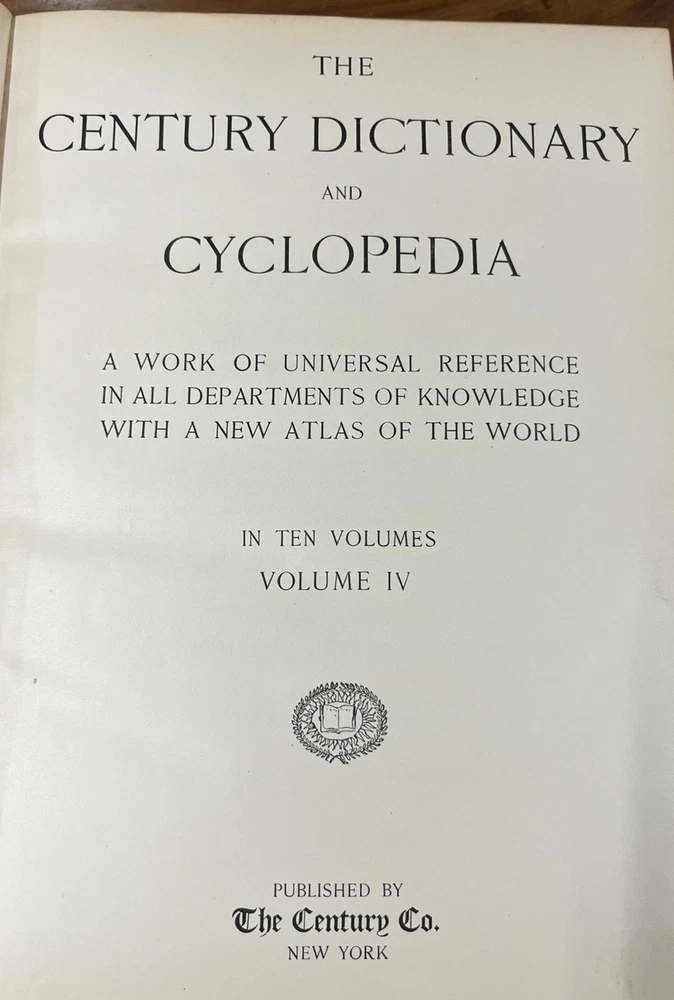 THE
CENTURY DICTIONARY
AND
CYCLOPEDIA
A WORK OF UNIVERSAL REFERENCE
IN ALL DEPARTMENTS OF KNOWLEDGE
WITH A NEW ATLAS OF THE WORLD
IN TEN VOLUMES
VOLUME IV
PUBLISHED BY
The Century Co.
NEW YORK